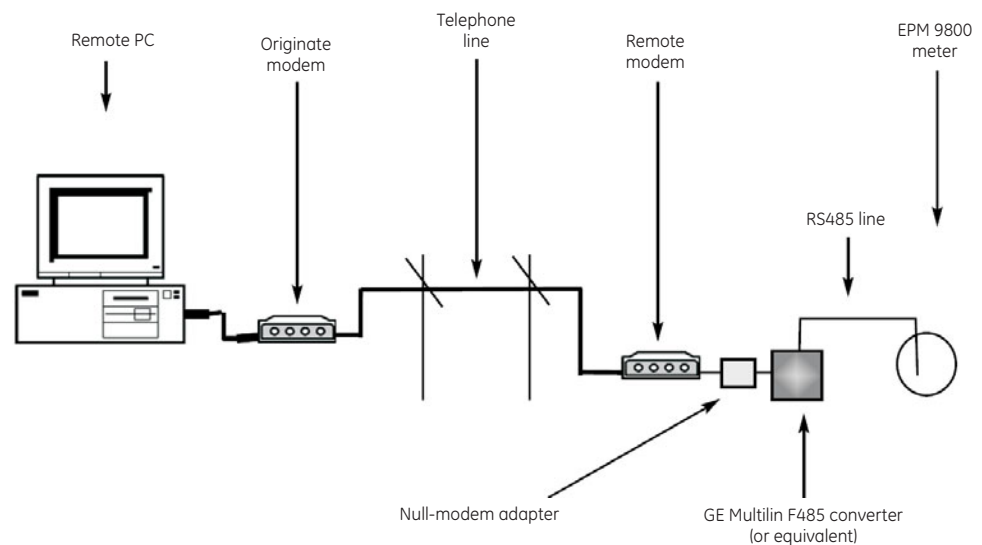 Remote PC
Originate
modem
Telephone
line
Remote
modem
EPM 9800
meter
RS485 line
Null-modem adapter
GE Multilin F485 converter
(or equivalent)